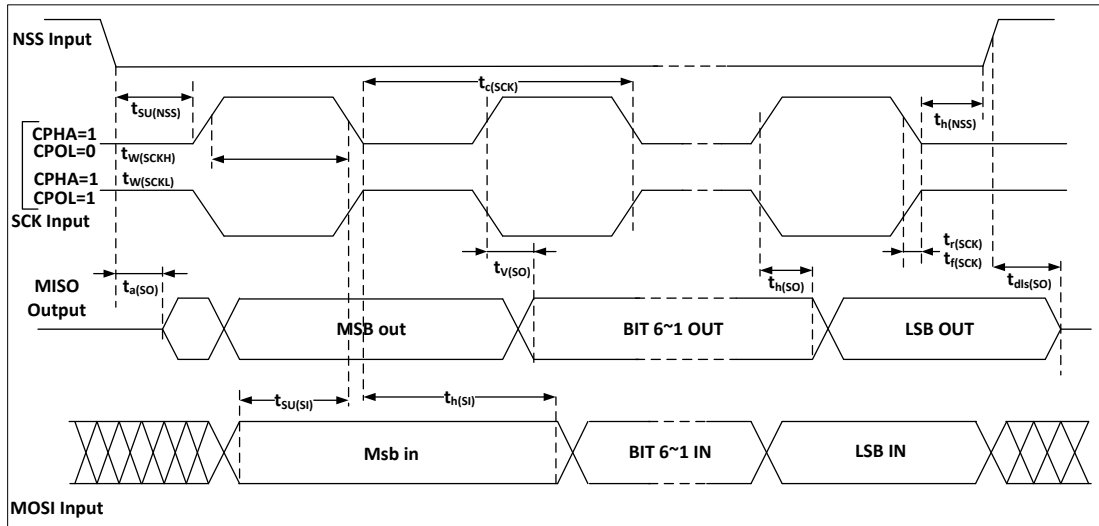 NSS Input
tc(SCK)
tSU(NSS)
th(NSS)
CPHA=1
CPOL=0
tW(SCKH)
CPHA=1
tW(SCKL)
CPOL=1
SCK Input
tr(SCK)
tV(SO)
tf(SCK)
ta(SO)
th(SO)
tdis(SO)
MISO
Output
MSB out
BIT 6~1 OUT
LSB OUT
tSU(SI)
th(SI)
Msb in
BIT 6~1 IN
LSB IN
MOSI Input